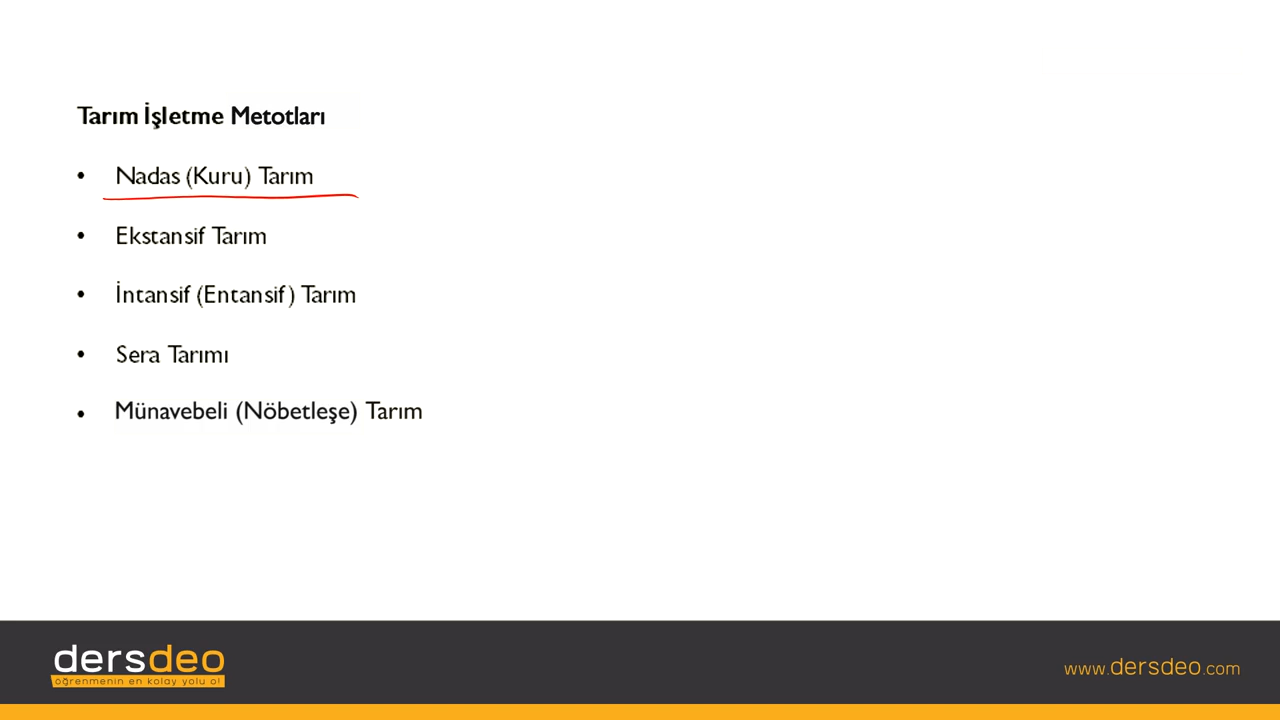 Tarım İşletme Metotları
• Nadas (Kuru) Tarım
• Ekstansif Tarım
• İntansif (Entansif) Tarım
• Sera Tarımı
• Münavebeli (Nöbetleşe) Tarım
dersdeo
öğrenmenin en kolay yolu o!
www.dersdeo.com